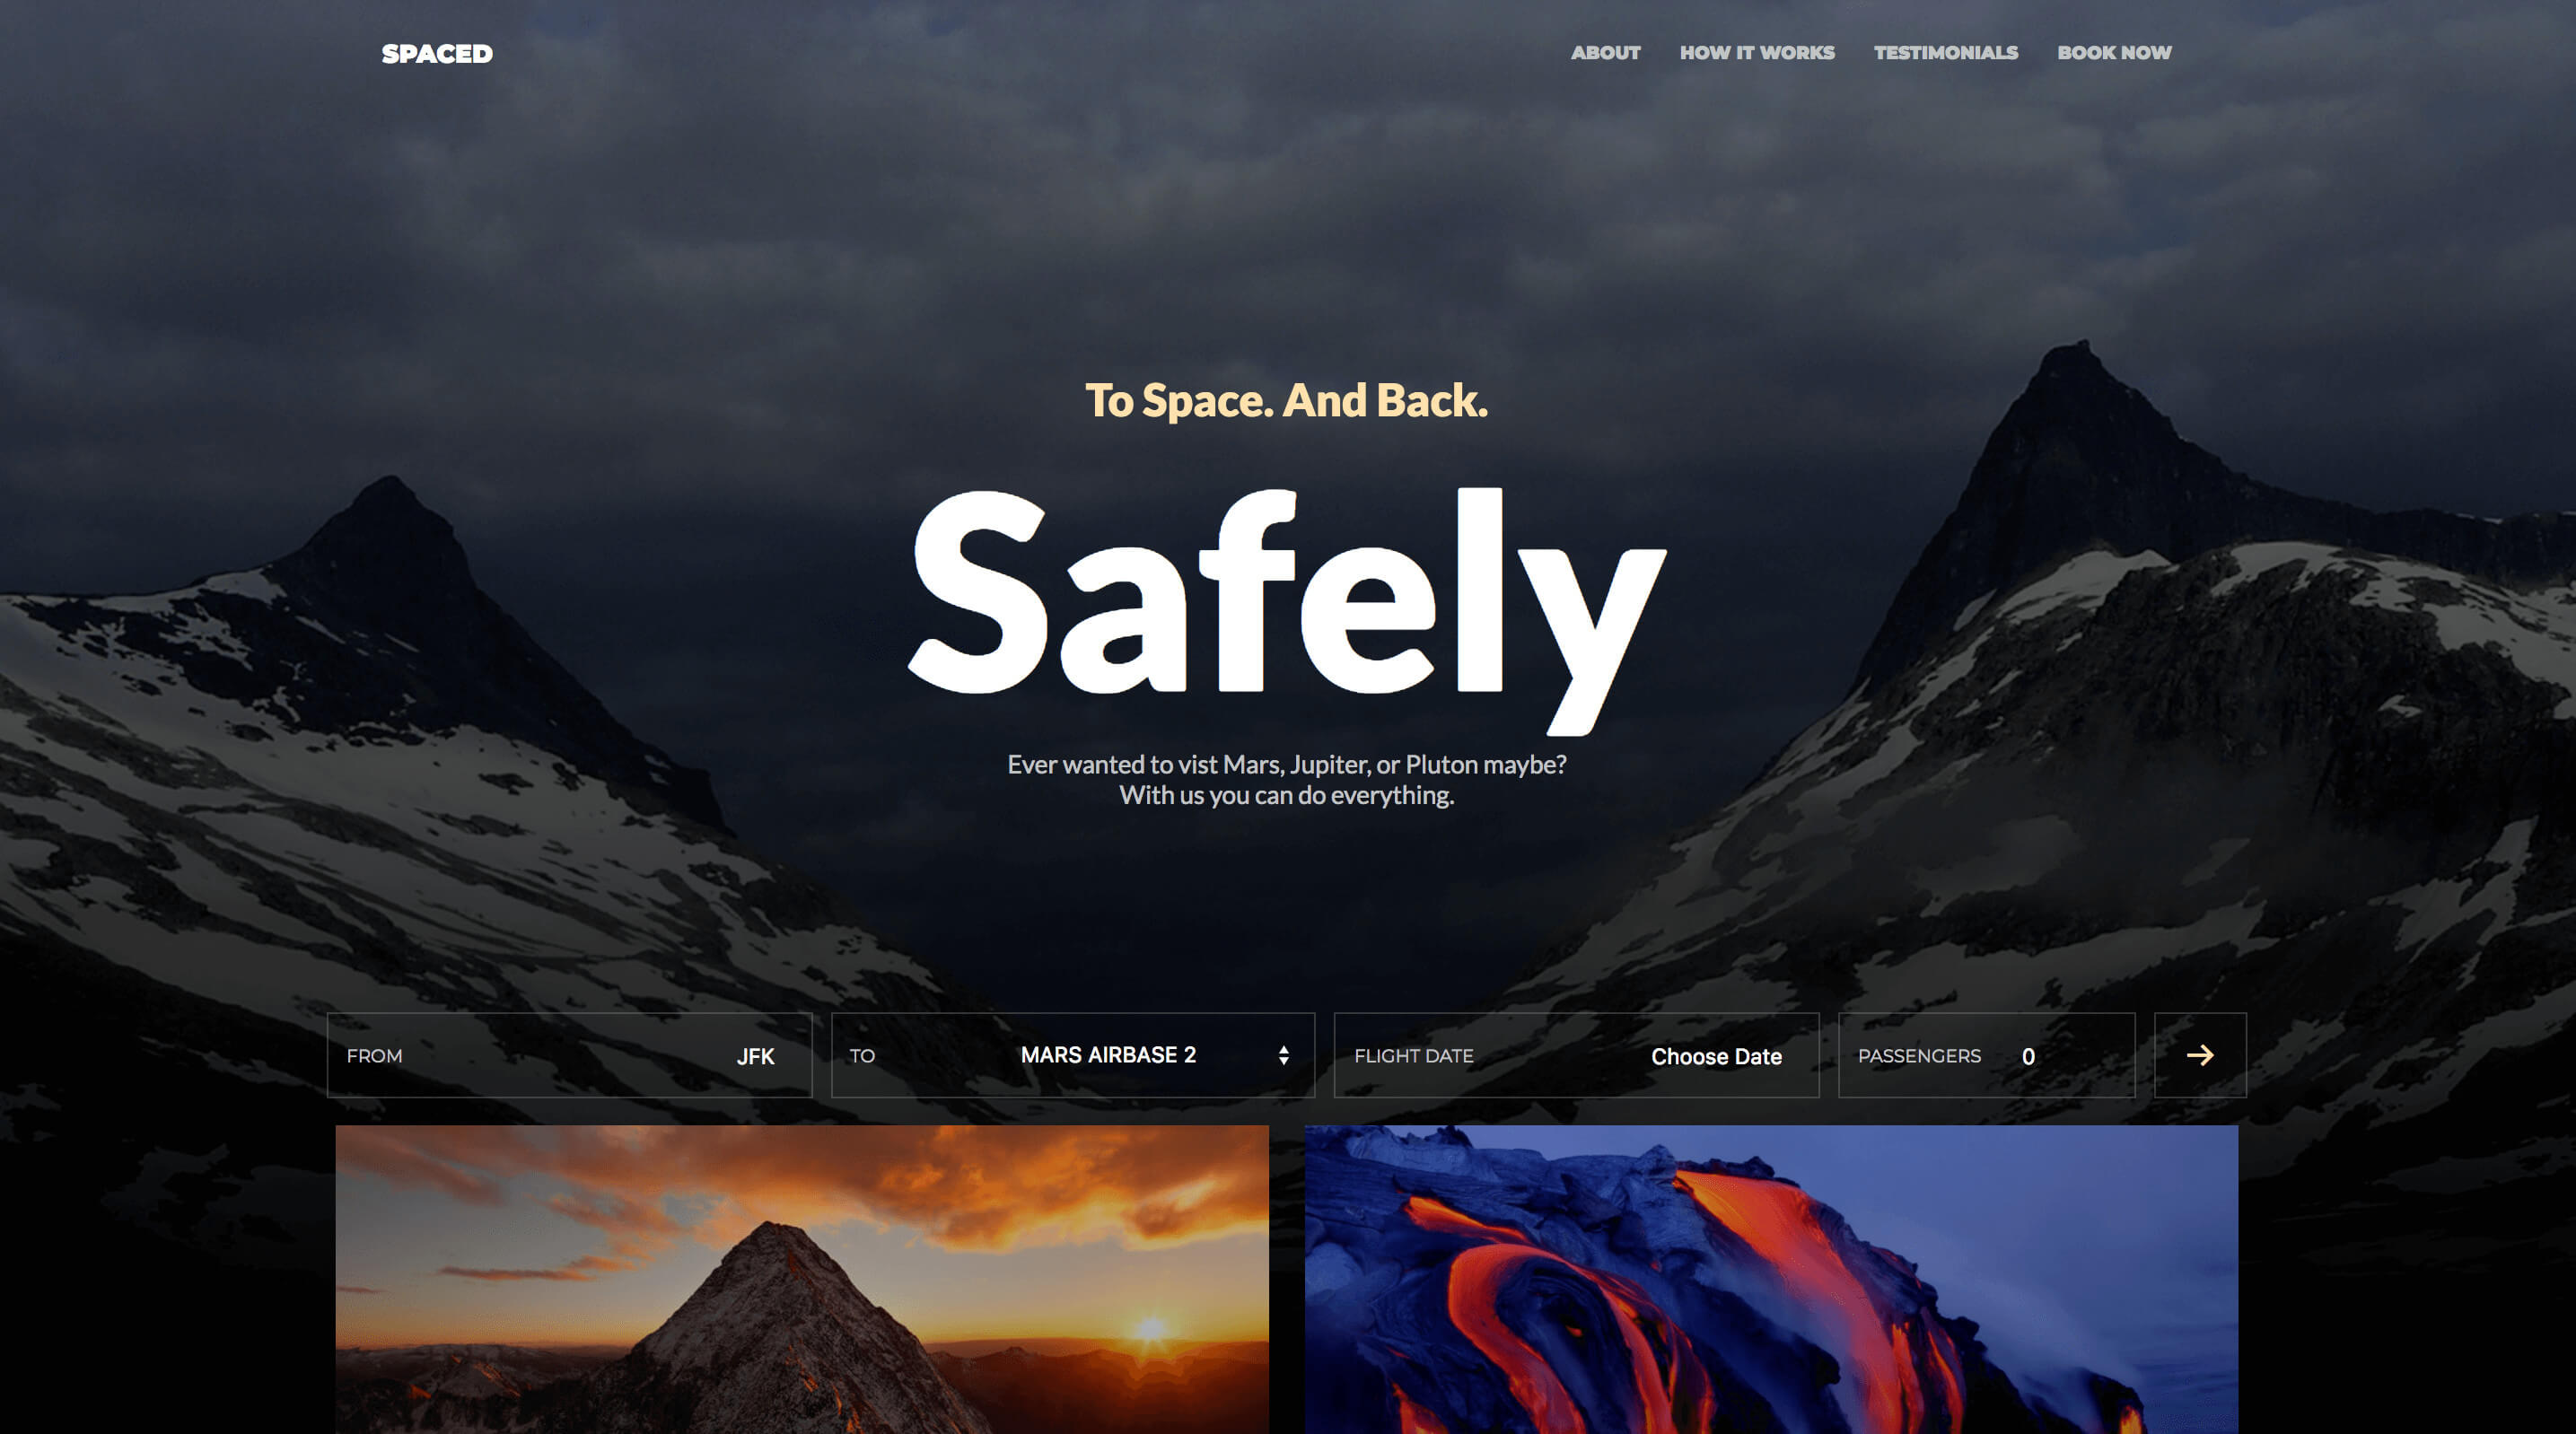 SPACED
ABOUT HOW IT WORKS TESTIMONIALS BOOK NOW
To Space. And Back.
Safely
Ever wanted to vist Mars, Jupiter, or Pluton maybe?
With us you can do everything.
FROM JFK TO MARS AIRBASE 2 FLIGHT DATE Choose Date PASSENGERS 0